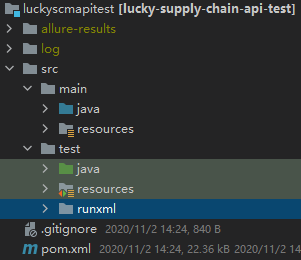 luckyscmapitest [lucky-supply-chain-api-test]
allure-results
log
src
main
java
resources
test
java
resources
runxml
.gitignore 2020/11/2 14:24, 840 B
pom.xml 2020/11/2 14:24, 22.36 kB 2020/11/2 14:2